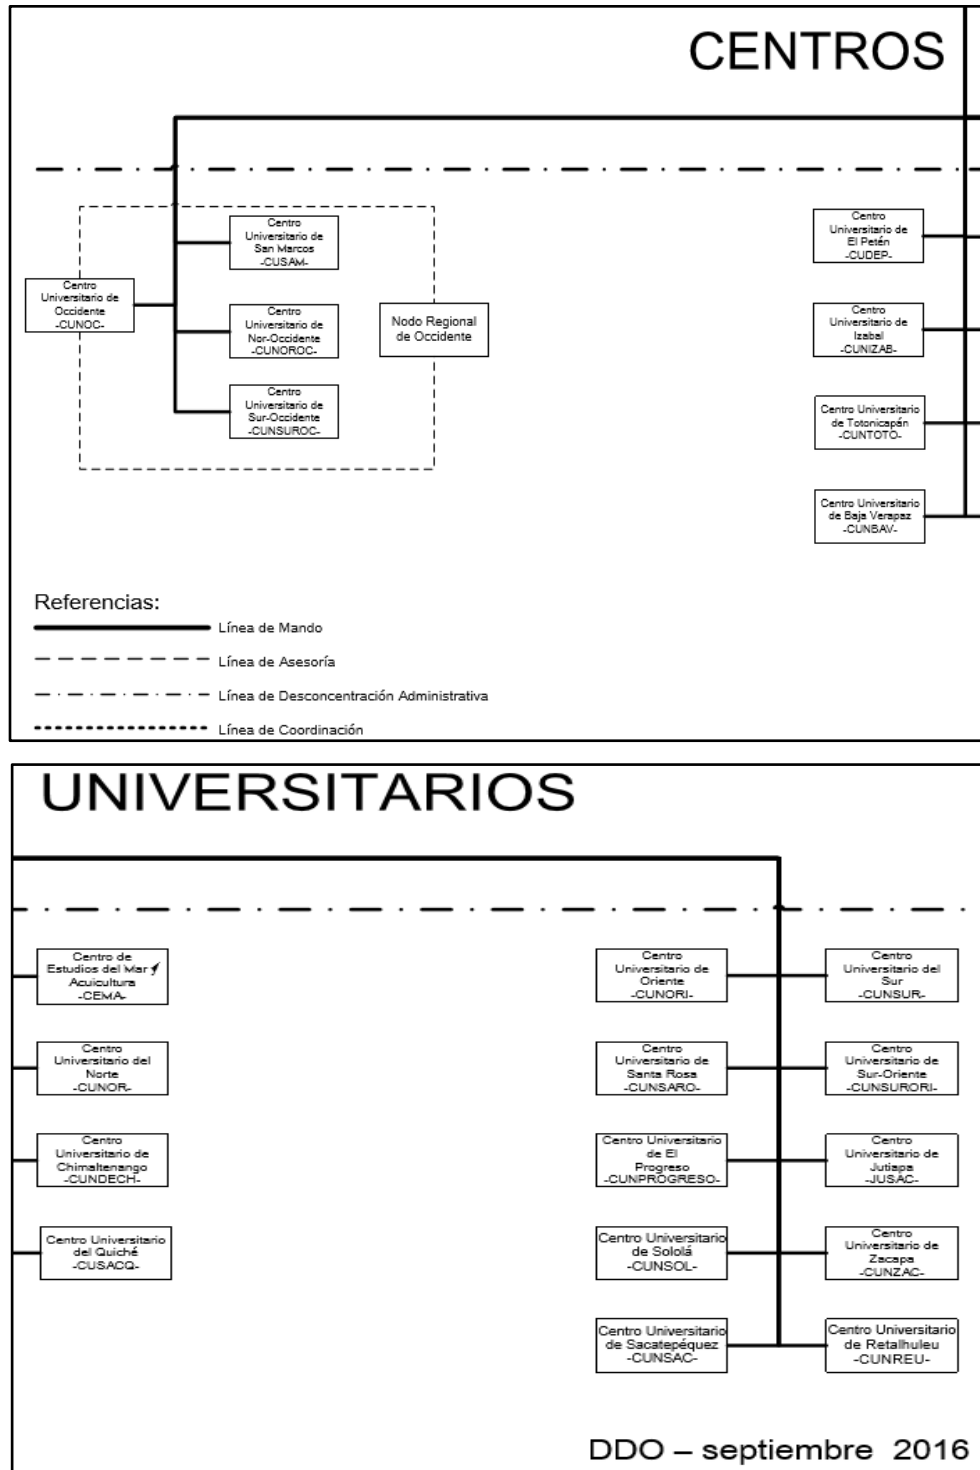 CENTROS
Centro
Universitario de
San Marcos
-CUSAM-
Centro
Universitario de
El Petén
-CUDEP-
Centro
Universitario de
Occidente
-CUNOC-
Centro
Universitario de
Nor-Occidente
-CUNOROC-
Nodo Regional
de Occidente
Centro
Universitario de
Izabal
-CUNIZAB-
Centro
Universitario de
Sur-Occidente
-CUNSUROC-
Centro Universitario
de Totonicapán
-CUNTOTO-
Centro Universitario
de Baja Verapaz
-CUNBAV-
Referencias:
Línea de Mando
Línea de Asesoría
Línea de Desconcentración Administrativa
Línea de Coordinación
UNIVERSITARIOS
Centro de
Estudios del Mar y
Acuicultura
-CEMA-
Centro
Universitario de
Oriente
-CUNORI-
Centro
Universitario del
Sur
-CUNSUR-
Centro
Universitario del
Norte
-CUNOR-
Centro
Universitario de
Santa Rosa
-CUNSARO-
Centro
Universitario de
Sur-Oriente
-CUNSURORI-
Centro
Universitario de
Chimaltenango
-CUNDECH-
Centro Universitario
de El
Progreso
-CUNPROGRESO-
Centro
Universitario de
Jutiapa
-JUSAC-
Centro Universitario
del Quiché
-CUSACQ-
Centro Universitario
de Sololá
-CUNSOL-
Centro
Universitario de
Zacapa
-CUNZAC-
Centro Universitario
de Sacatepéquez
-CUNSAC-
Centro Universitario
de Retalhuleu
-CUNREU-
DDO – septiembre 2016